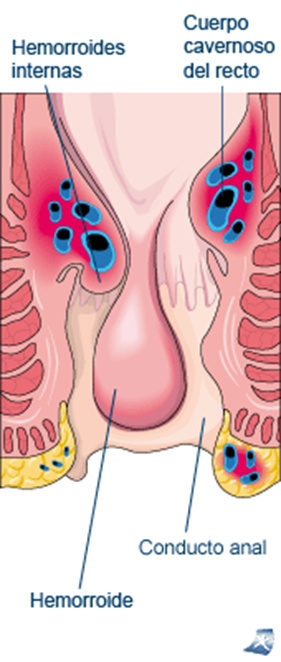 Hemorroides
internas
Cuerpo
cavernoso
del recto
Conducto anal
Hemorroide